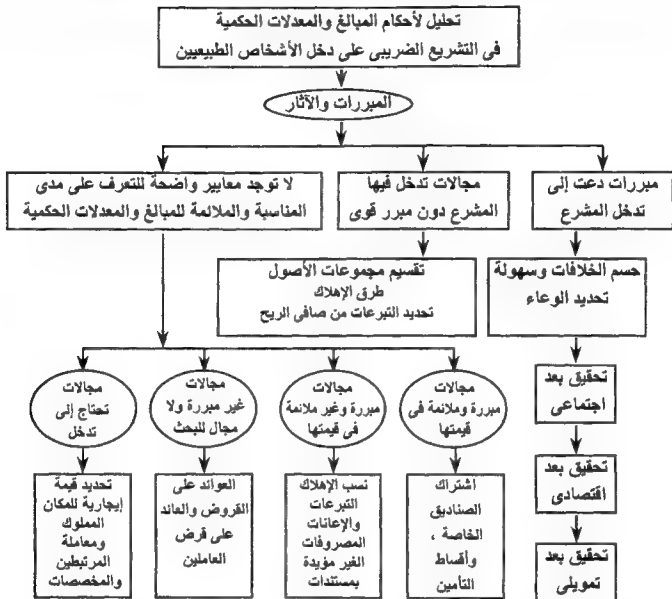 تحليل لأحكام المبالغ والمعدلات الحكمية
فى التشريع الضريبى على دخل الأشخاص الطبيعيين
المبررات والآثار
مبررات دعت إلى
تدخل المشرع
مجالات تدخل فيها
المشرع دون مبرر قوى
لا توجد معايير واضحة للتعرف على مدى
المناسبة والملائمة للمبالغ والمعدلات الحكمية
حسم الخلافات وسهولة
تحديد الوعاء
تقسيم مجموعات الأصول
طرق الإهلاك
تحديد التبرعات من صافى الربح
تحقيق بعد
اجتماعى
تحقيق بعد
اقتصادى
تحقيق بعد
تمويلى
مجالات
مبررة وملائمة فى
قيمتها
مجالات
مبررة وغير ملائمة
فى قيمتها
مجالات
غير مبررة ولا
مجال للبحث
مجالات
تحتاج إلى
تدخل
اشتراك
الصناديق
الخاصة ،
وأقساط
التأمين
نسب الإهلاك
التبرعات
والإعانات
المصروفات
الغير مؤيدة
بمستندات
العوائد على
القروض والعائد
على قرض
العاملين
تحديد قيمة
إيجارية للمكان
المملوك
ومعاملة
المرتبطين
والمخصصات